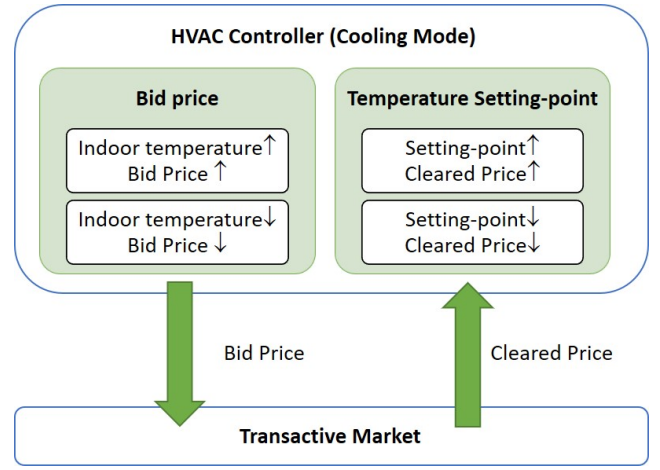 HVAC Controller (Cooling Mode)
Bid price
Indoor temperature↑
Bid Price ↑
Indoor temperature↓
Bid Price ↓
Temperature Setting-point
Setting-point↑
Cleared Price↑
Setting-point↓
Cleared Price↓
Bid Price
Cleared Price
Transactive Market